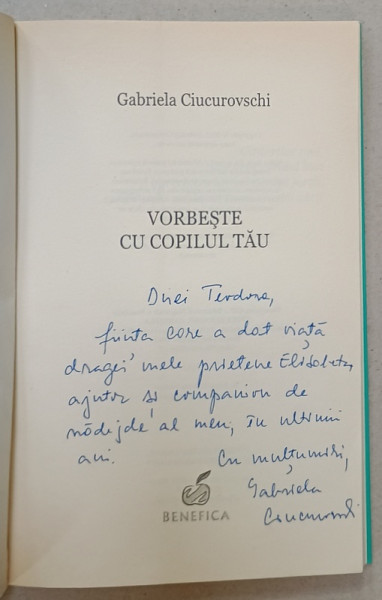 Gabriela Ciucurovschi
VORBEŞTE
CU COPILUL TĂU
Dnei Teodora,
ființa care a dat viață
dragei mele prietene Elisabeta,
ajutor și companion de
nădejde al meu, în ultimii
ani.
Cu mulțumiri,
Gabriela
Ciucurovschi
BENEFICA